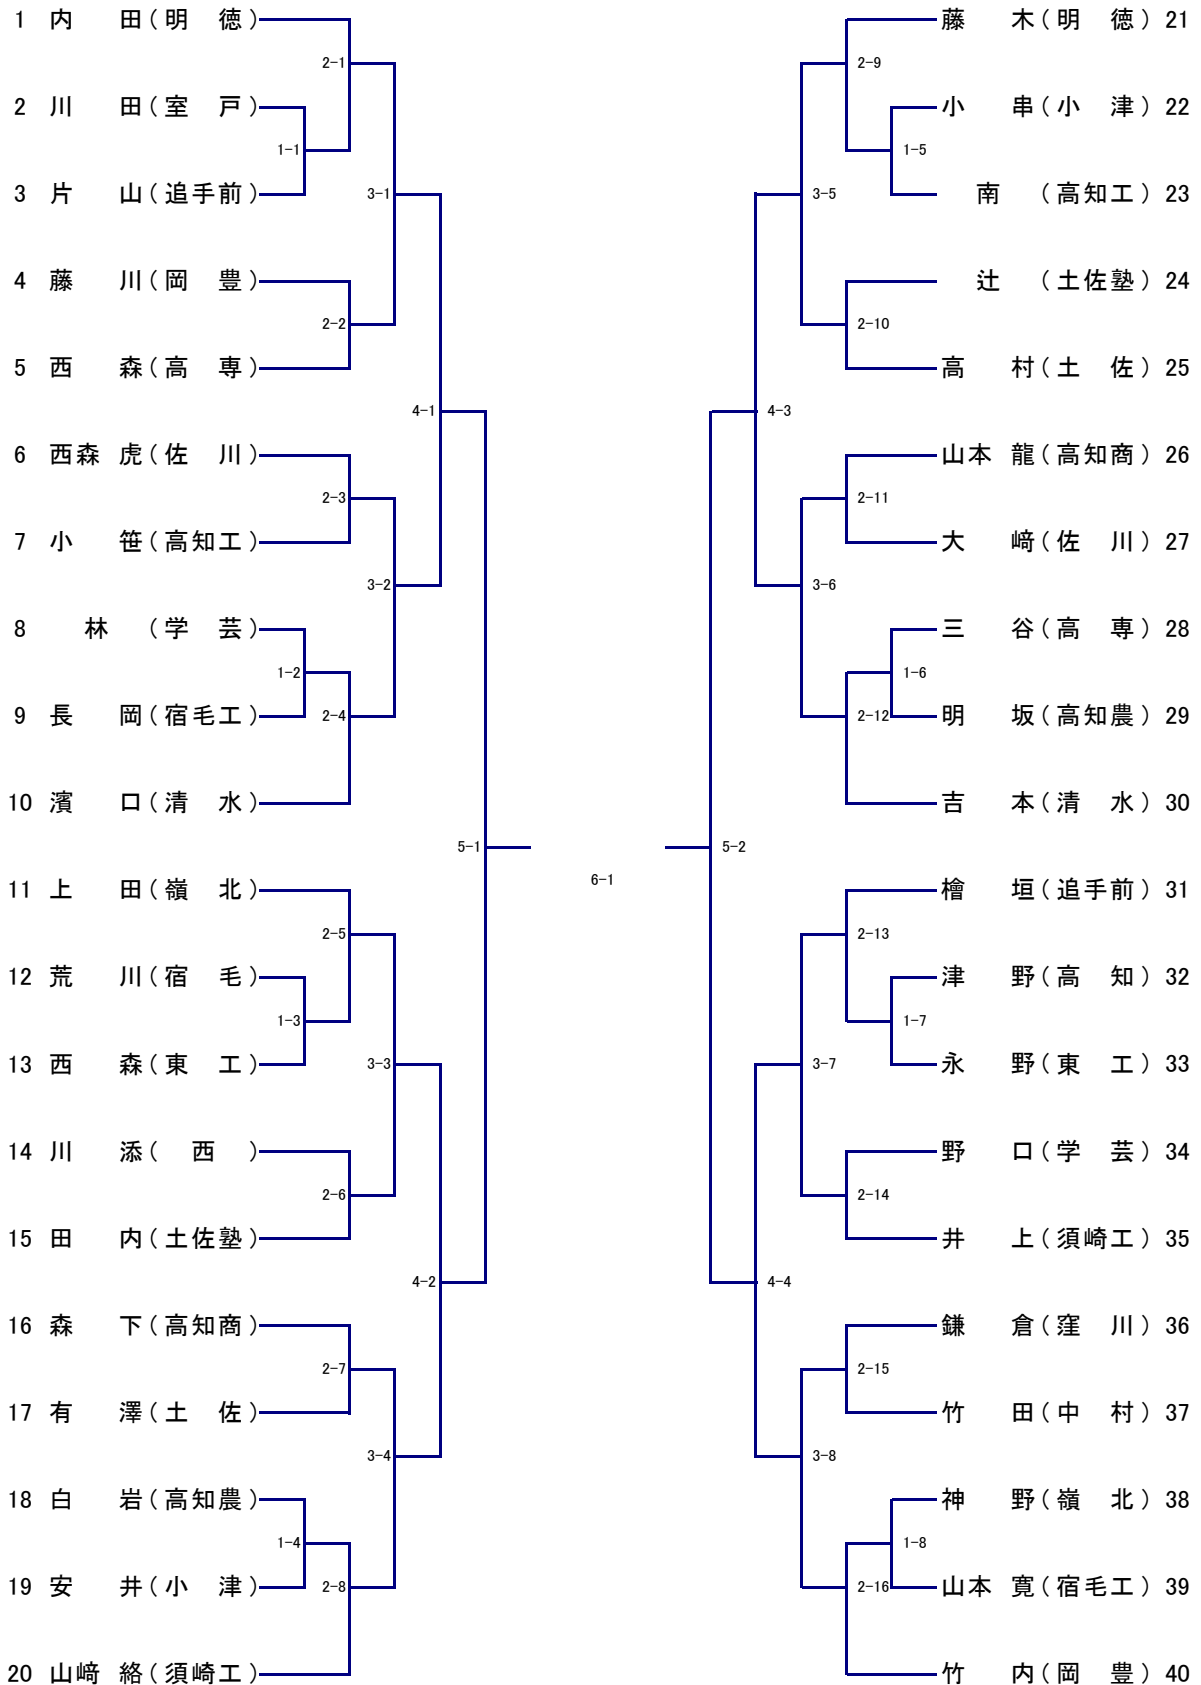 1 内 田（明 徳）
藤 木（明 徳）21
2-1
2-9
2 川 田（室 戸）
小 串（小 津）22
1-1
1-5
3 片 山（追手前）
3-1
3-5
南 （高知工）23
4 藤 川（岡 豊）
辻 （土佐塾）24
2-2
2-10
5 西 森（高 専）
高 村（土 佐）25
4-1
4-3
6 西森 虎（佐 川）
山本 龍（高知商）26
2-3
2-11
7 小 笹（高知工）
大 﨑（佐 川）27
3-2
3-6
8 林 （学 芸）
三 谷（高 専）28
1-2
1-6
9 長 岡（宿毛工）
2-4
2-12
明 坂（高知農）29
10 濱 口（清 水）
吉 本（清 水）30
5-1
5-2
6-1
11 上 田（嶺 北）
檜 垣（追手前）31
2-5
2-13
12 荒 川（宿 毛）
津 野（高 知）32
1-3
1-7
13 西 森（東 工）
3-3
3-7
永 野（東 工）33
14 川 添（ 西 ）
野 口（学 芸）34
2-6
2-14
15 田 内（土佐塾）
井 上（須崎工）35
4-2
4-4
16 森 下（高知商）
鎌 倉（窪 川）36
2-7
2-15
17 有 澤（土 佐）
竹 田（中 村）37
3-4
3-8
18 白 岩（高知農）
神 野（嶺 北）38
1-4
1-8
19 安 井（小 津）
2-8
2-16
山本 寛（宿毛工）39
20 山﨑 絡（須崎工）
竹 内（岡 豊）40